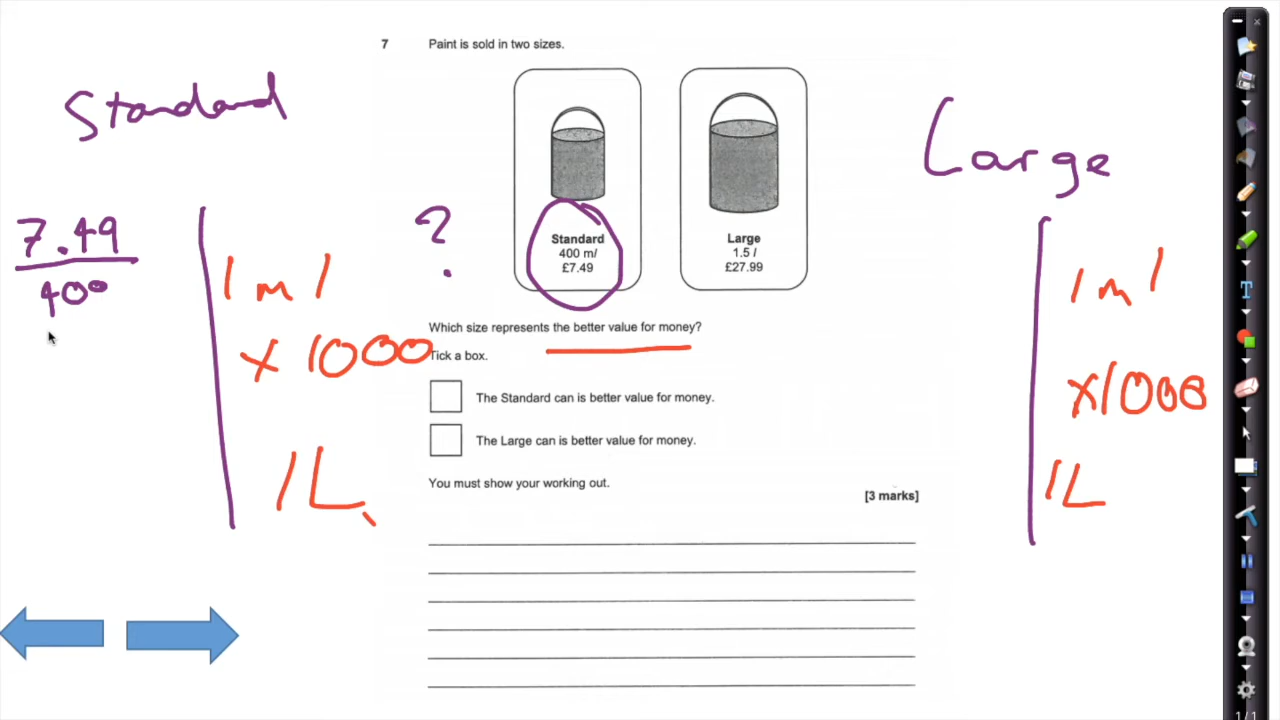 7 Paint is sold in two sizes.
Standard
Large
7.49
400
1 ml
x 1000
1L
?
Standard
400 ml
£7.49
Large
1.5 l
£27.99
1 ml
x1000
1L
Which size represents the better value for money?
Tick a box.
The Standard can is better value for money.
The Large can is better value for money.
You must show your working out.
[3 marks]
T
1/1